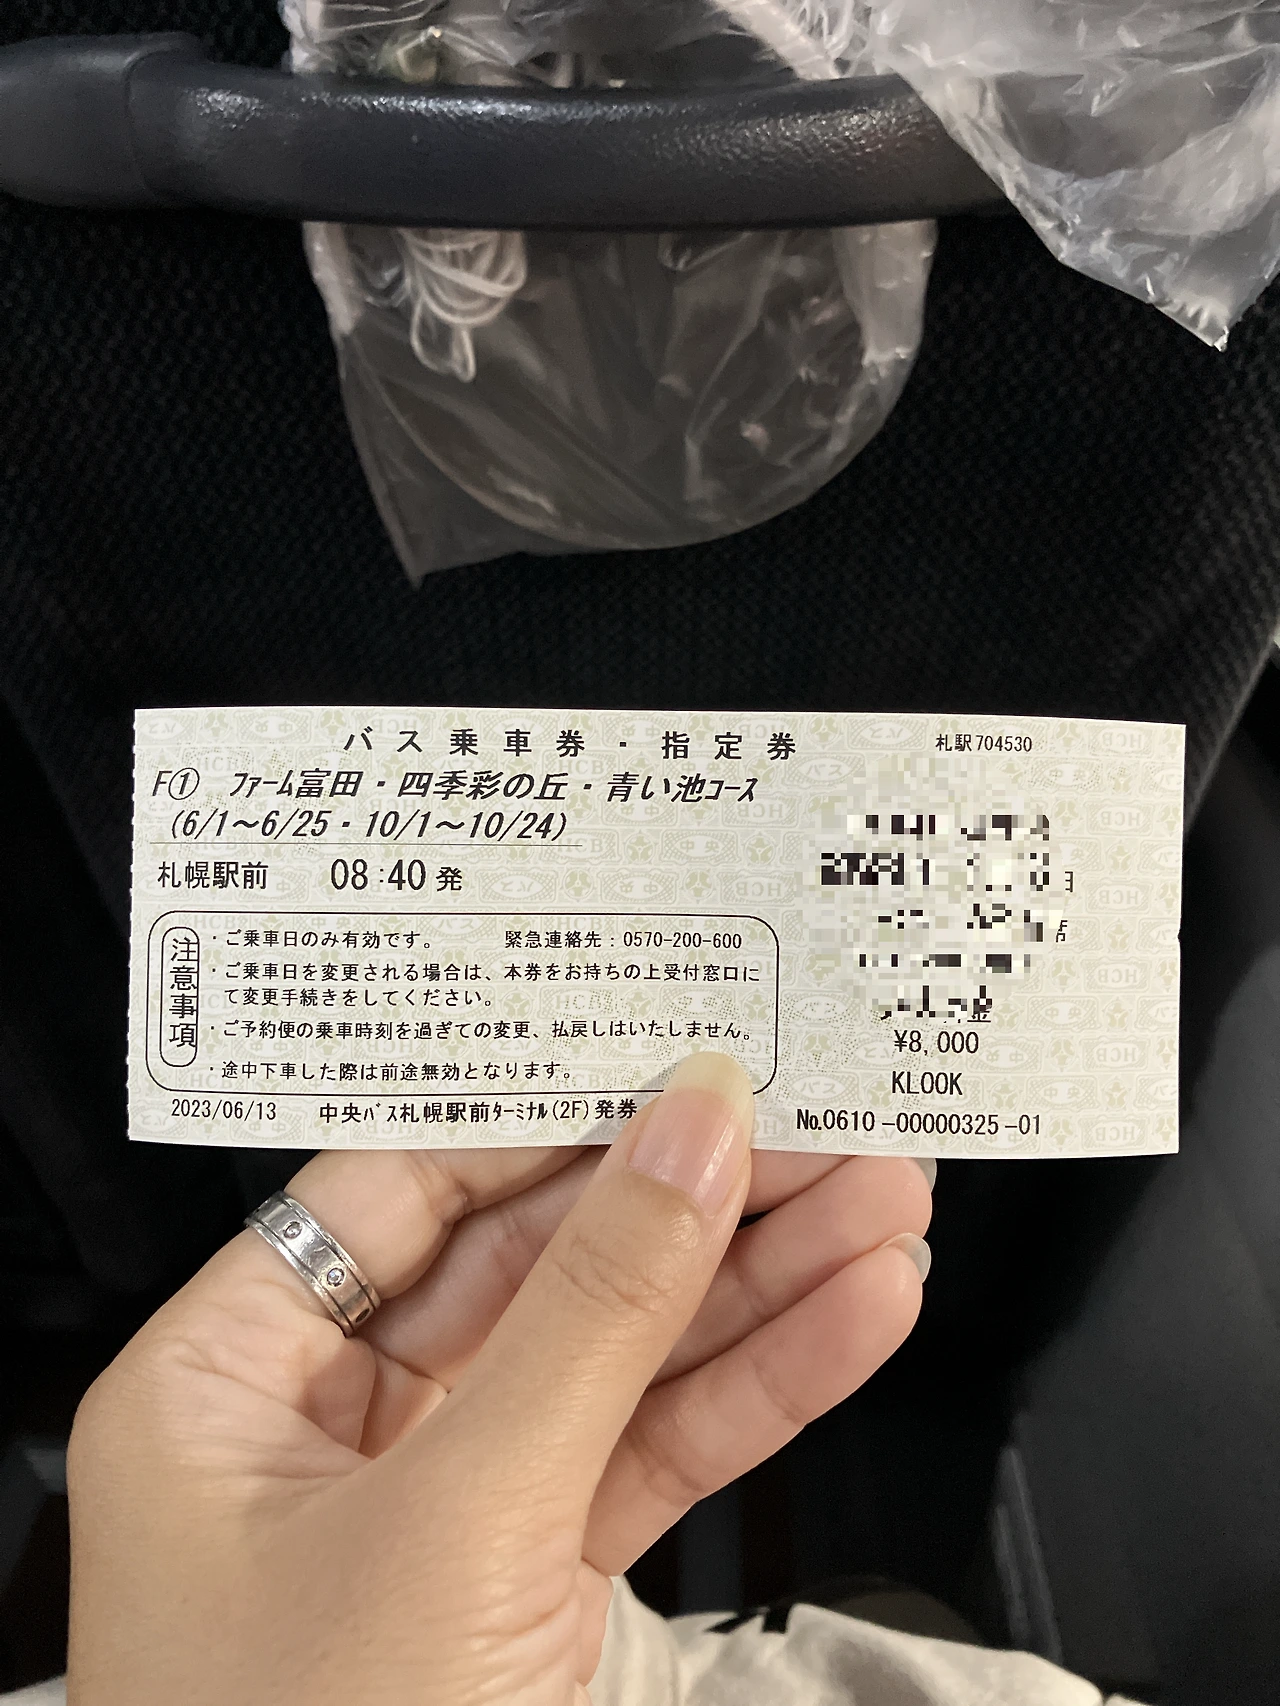 バス乗車券・指定券
札駅704530
F① ファーム富田・四季彩の丘・青い池コース
(6/1～6/25・10/1～10/24)
札幌駅前 08:40発
注意事項
・ご乗車日のみ有効です。 緊急連絡先：0570-200-600
・ご乗車日を変更される場合は、本券をお持ちの上受付窓口に
て変更手続きをしてください。
・ご予約便の乗車時刻を過ぎての変更、払戻しはいたしません。
・途中下車した際は前途無効となります。
2023/06/13 中央バス札幌駅前ターミナル(2F)発券
日
席
金
¥8,000
KLOOK
No.0610-00000325-01